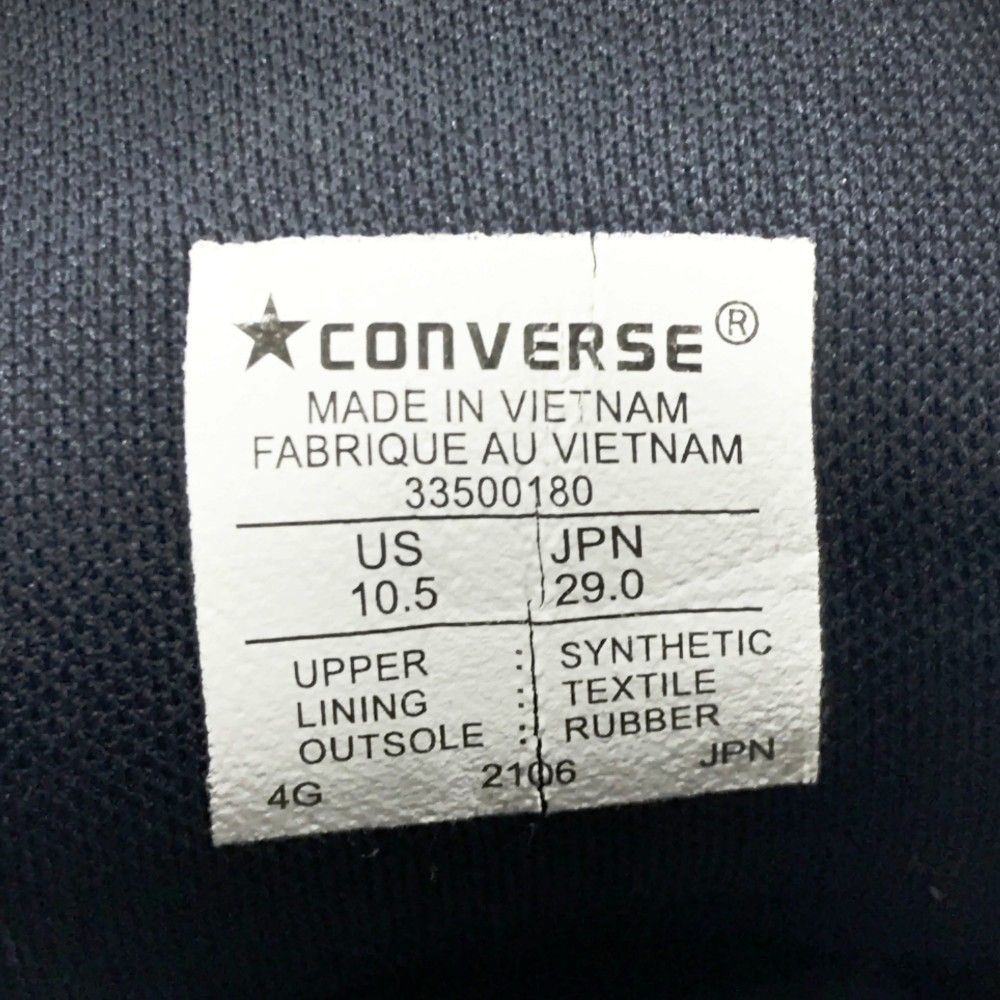 ★CONVERSE®
MADE IN VIETNAM
FABRIQUE AU VIETNAM
33500180
US JPN
10.5 29.0
UPPER : SYNTHETIC
LINING : TEXTILE
OUTSOLE : RUBBER
4G 2106 JPN